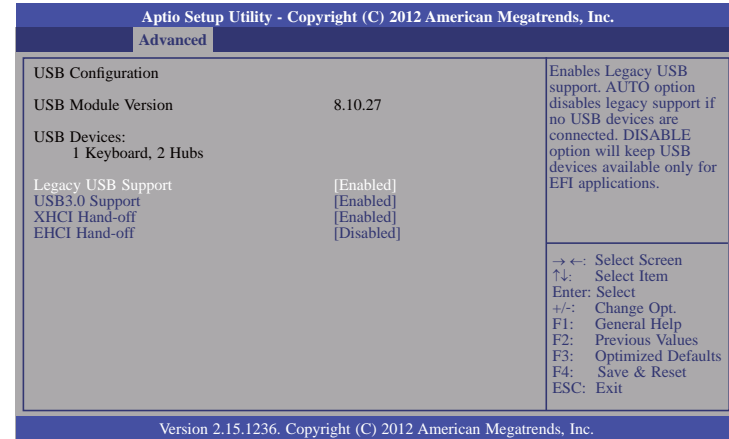 Aptio Setup Utility - Copyright (C) 2012 American Megatrends, Inc.
Advanced
USB Configuration
USB Module Version 8.10.27
USB Devices:
1 Keyboard, 2 Hubs
Legacy USB Support [Enabled]
USB3.0 Support [Enabled]
XHCI Hand-off [Enabled]
EHCI Hand-off [Disabled]
Enables Legacy USB
support. AUTO option
disables legacy support if
no USB devices are
connected. DISABLE
option will keep USB
devices available only for
EFI applications.
→←: Select Screen
↑↓: Select Item
Enter: Select
+/-: Change Opt.
F1: General Help
F2: Previous Values
F3: Optimized Defaults
F4: Save & Reset
ESC: Exit
Version 2.15.1236. Copyright (C) 2012 American Megatrends, Inc.